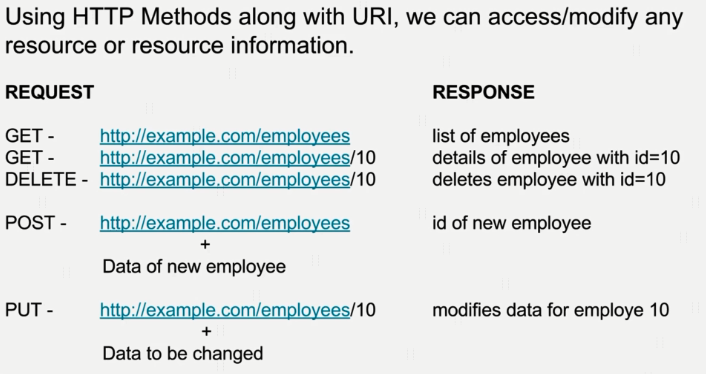 Using HTTP Methods along with URI, we can access/modify any
resource or resource information.
REQUEST RESPONSE
GET - http://example.com/employees list of employees
GET - http://example.com/employees/10 details of employee with id=10
DELETE - http://example.com/employees/10 deletes employee with id=10
POST - http://example.com/employees id of new employee
+
Data of new employee
PUT - http://example.com/employees/10 modifies data for employe 10
+
Data to be changed